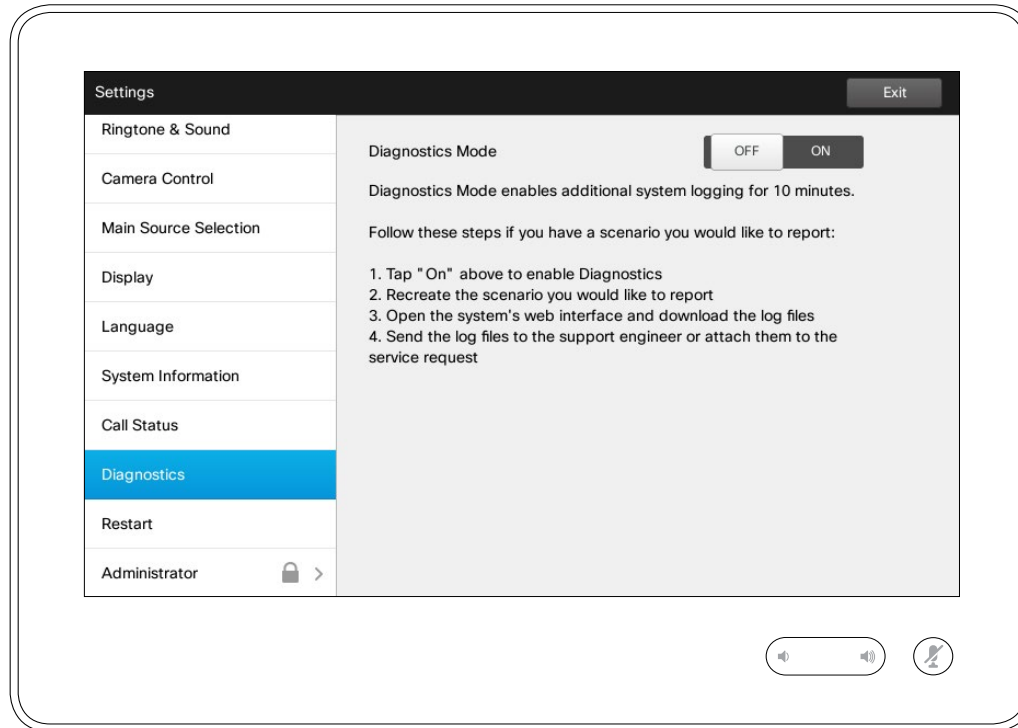 Settings
Exit
Ringtone & Sound
Camera Control
Main Source Selection
Display
Language
System Information
Call Status
Diagnostics
Restart
Administrator
Diagnostics Mode
OFF
ON
Diagnostics Mode enables additional system logging for 10 minutes.
Follow these steps if you have a scenario you would like to report:
1. Tap "On" above to enable Diagnostics
2. Recreate the scenario you would like to report
3. Open the system's web interface and download the log files
4. Send the log files to the support engineer or attach them to the
service request